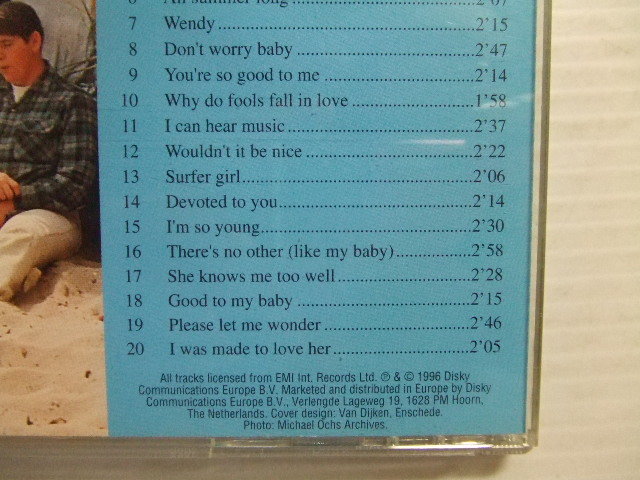 6 All summer long 2'07
7 Wendy 2'15
8 Don't worry baby 2'47
9 You're so good to me 2'14
10 Why do fools fall in love 1'58
11 I can hear music 2'37
12 Wouldn't it be nice 2'22
13 Surfer girl 2'06
14 Devoted to you 2'14
15 I'm so young 2'30
16 There's no other (like my baby) 2'58
17 She knows me too well 2'28
18 Good to my baby 2'15
19 Please let me wonder 2'46
20 I was made to love her 2'05
All tracks licensed from EMI Int. Records Ltd. ℗ & © 1996 Disky
Communications Europe B.V. Marketed and distributed in Europe by Disky
Communications Europe B.V., Verlengde Lageweg 19, 1628 PM Hoorn,
The Netherlands. Cover design: Van Dijken, Enschede.
Photo: Michael Ochs Archives.